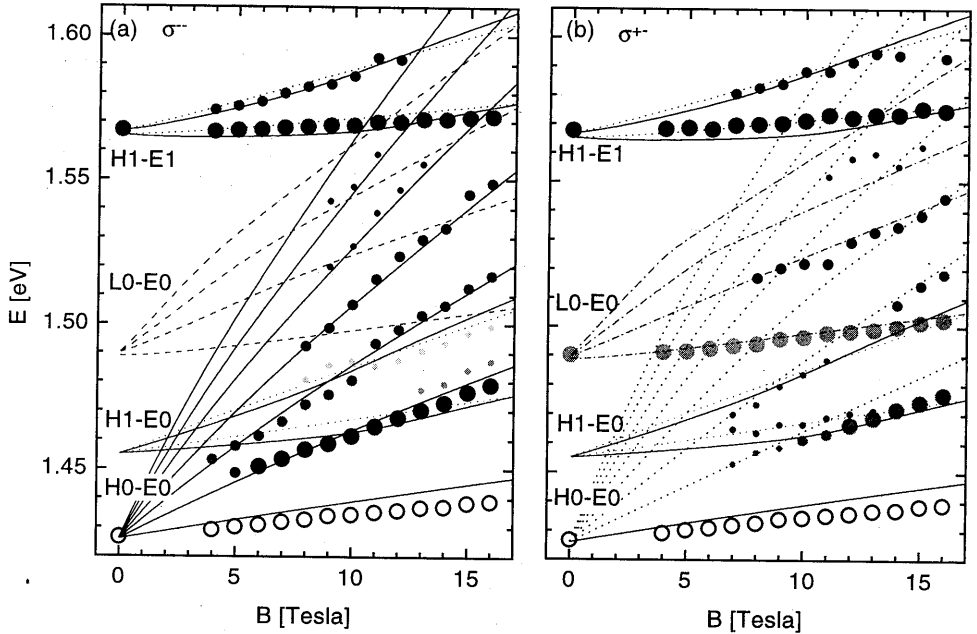 (a) σ--
(b) σ+-
1.60
1.55
1.50
1.45
E [eV]
H1-E1
L0-E0
H1-E0
H0-E0
H1-E1
L0-E0
H1-E0
H0-E0
0 5 10 15
0 5 10 15
B [Tesla]
B [Tesla]